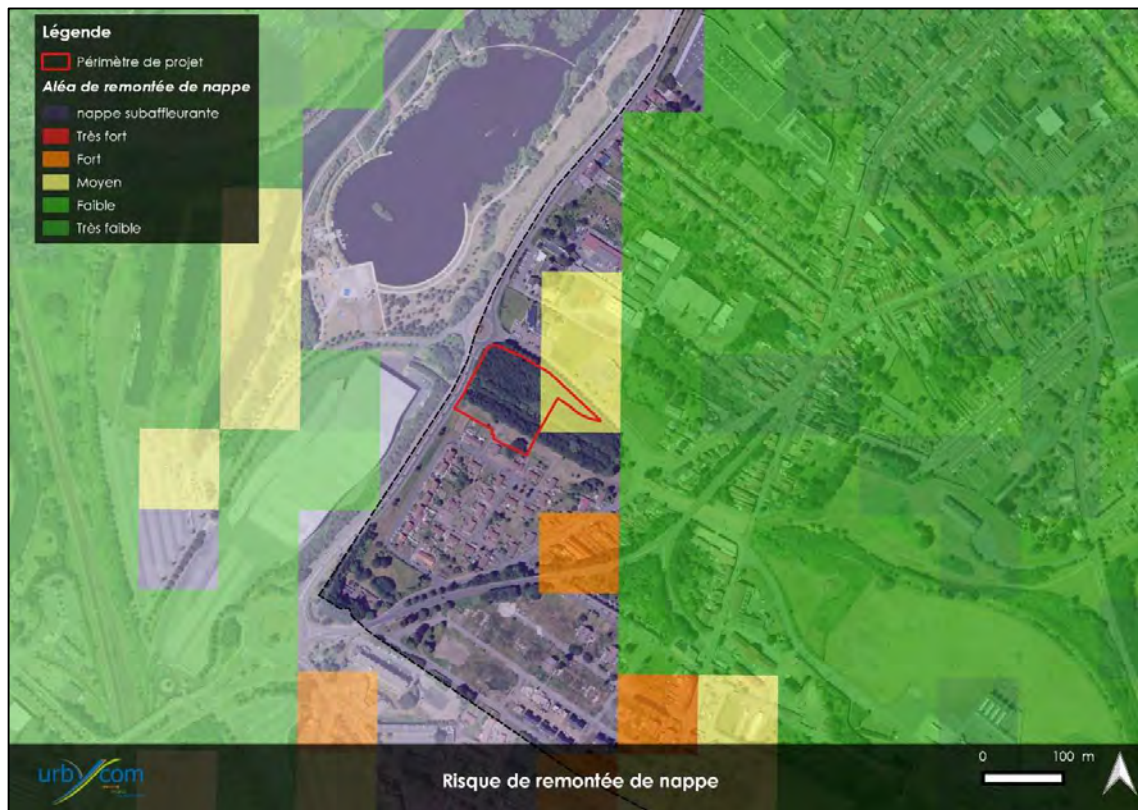 Légende
Périmètre de projet
Aléa de remontée de nappe
nappe subaffleurante
Très fort
Fort
Moyen
Faible
Très faible
urbycom
Risque de remontée de nappe
0 100 m